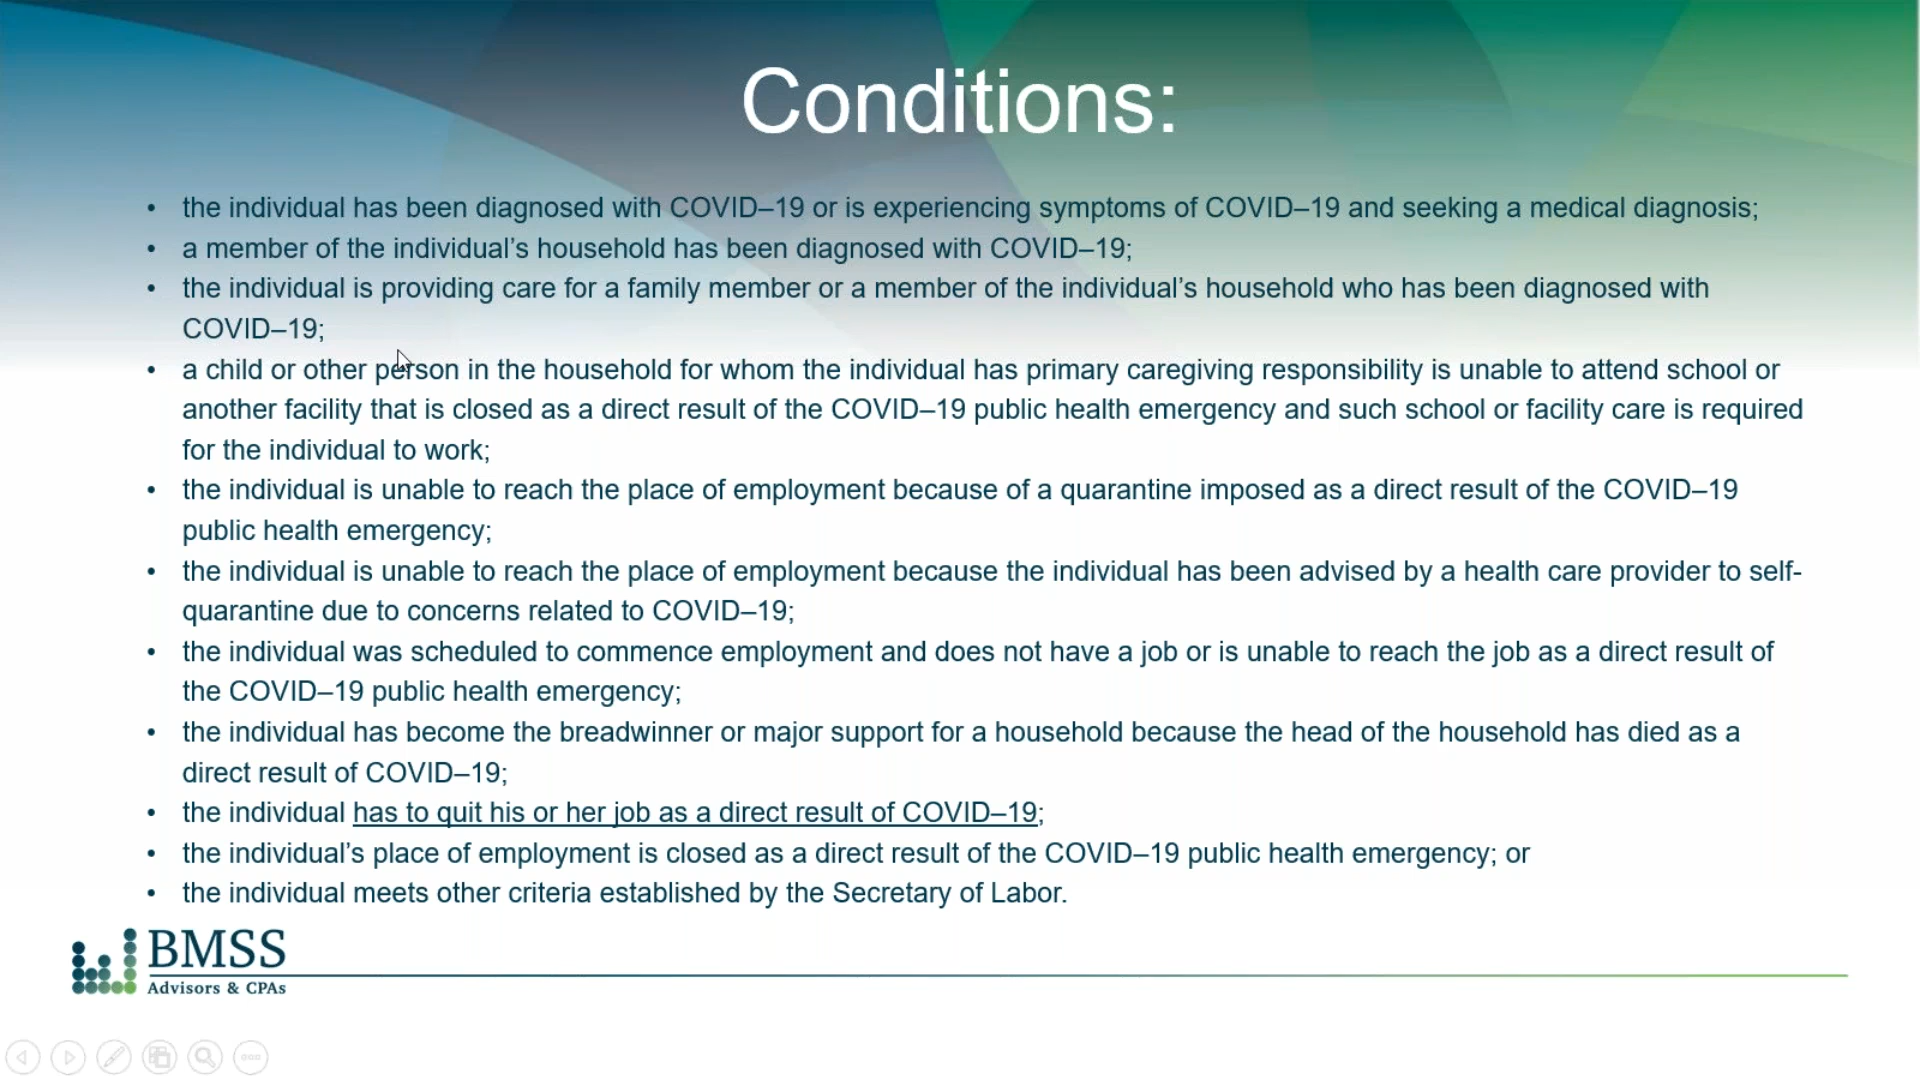 Conditions:
• the individual has been diagnosed with COVID–19 or is experiencing symptoms of COVID–19 and seeking a medical diagnosis;
• a member of the individual’s household has been diagnosed with COVID–19;
• the individual is providing care for a family member or a member of the individual’s household who has been diagnosed with
COVID–19;
• a child or other person in the household for whom the individual has primary caregiving responsibility is unable to attend school or
another facility that is closed as a direct result of the COVID–19 public health emergency and such school or facility care is required
for the individual to work;
• the individual is unable to reach the place of employment because of a quarantine imposed as a direct result of the COVID–19
public health emergency;
• the individual is unable to reach the place of employment because the individual has been advised by a health care provider to self-
quarantine due to concerns related to COVID–19;
• the individual was scheduled to commence employment and does not have a job or is unable to reach the job as a direct result of
the COVID–19 public health emergency;
• the individual has become the breadwinner or major support for a household because the head of the household has died as a
direct result of COVID–19;
• the individual has to quit his or her job as a direct result of COVID–19;
• the individual’s place of employment is closed as a direct result of the COVID–19 public health emergency; or
• the individual meets other criteria established by the Secretary of Labor.
BMSS
Advisors & CPAs